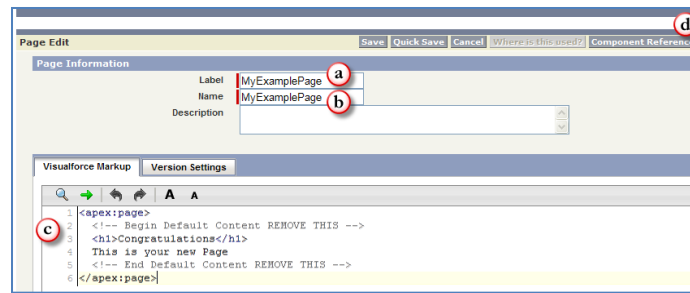 d
Page Edit Save Quick Save Cancel Where is this used? Component Reference
Page Information
Label MyExamplePage a
Name MyExamplePage b
Description
Visualforce Markup Version Settings
A A
1 <apex:page>
c 2 <!-- Begin Default Content REMOVE THIS -->
3 <h1>Congratulations</h1>
4 This is your new Page
5 <!-- End Default Content REMOVE THIS -->
6 </apex:page>